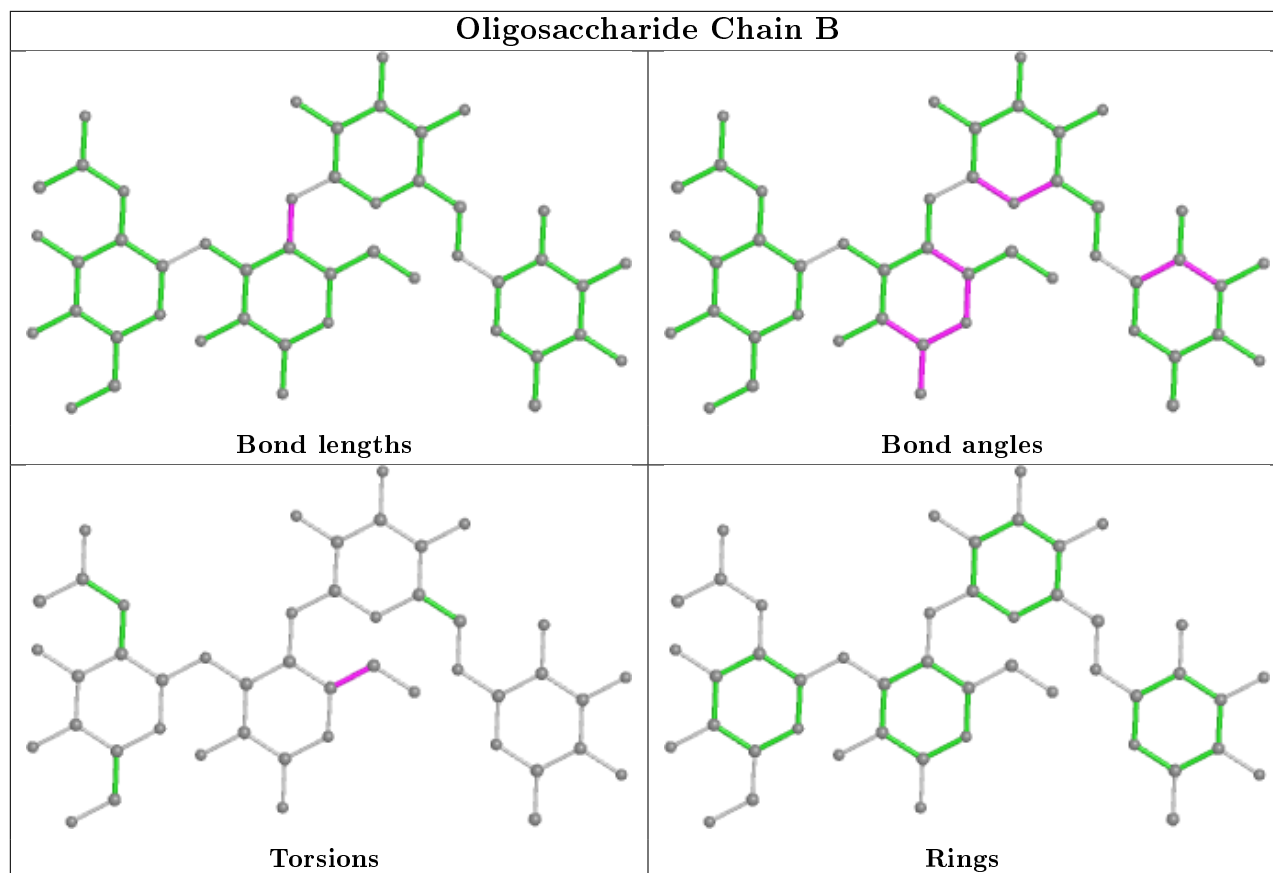 Oligosaccharide Chain B
Bond lengths
Bond angles
Torsions
Rings